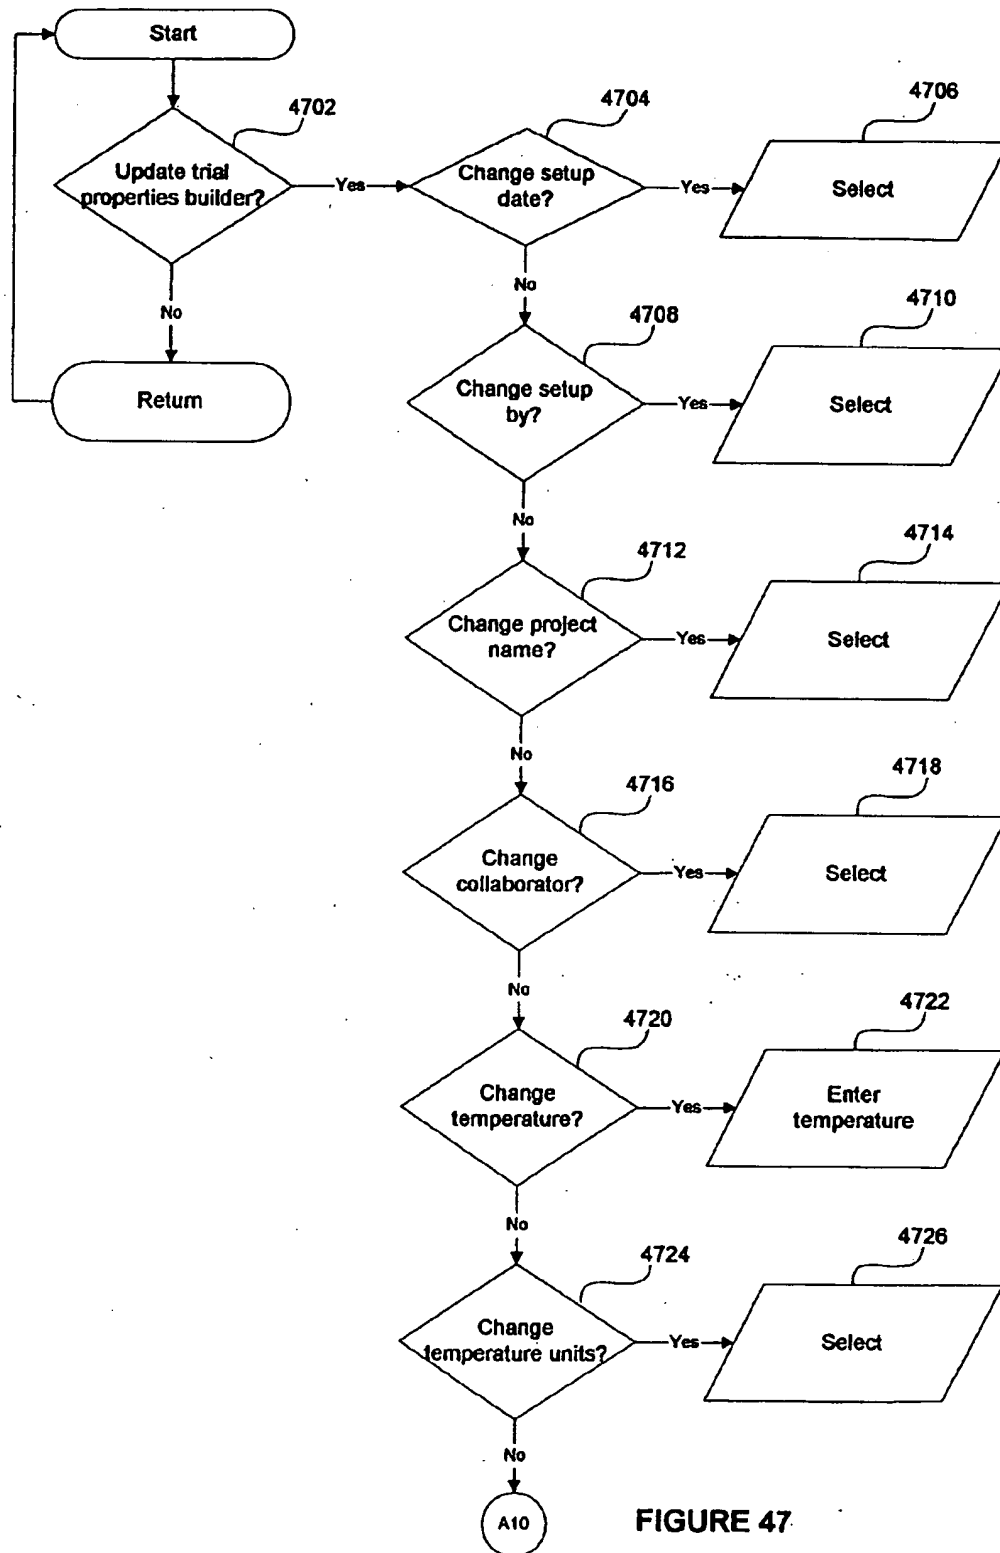 Start
4702
4704
4706
Update trial
properties builder?
Yes
Change setup
date?
Yes
Select
No
No
Return
4708
4710
Change setup
by?
Yes
Select
No
4712
4714
Change project
name?
Yes
Select
No
4716
4718
Change
collaborator?
Yes
Select
No
4720
4722
Change
temperature?
Yes
Enter
temperature
No
4724
4726
Change
temperature units?
Yes
Select
No
A10
FIGURE 47